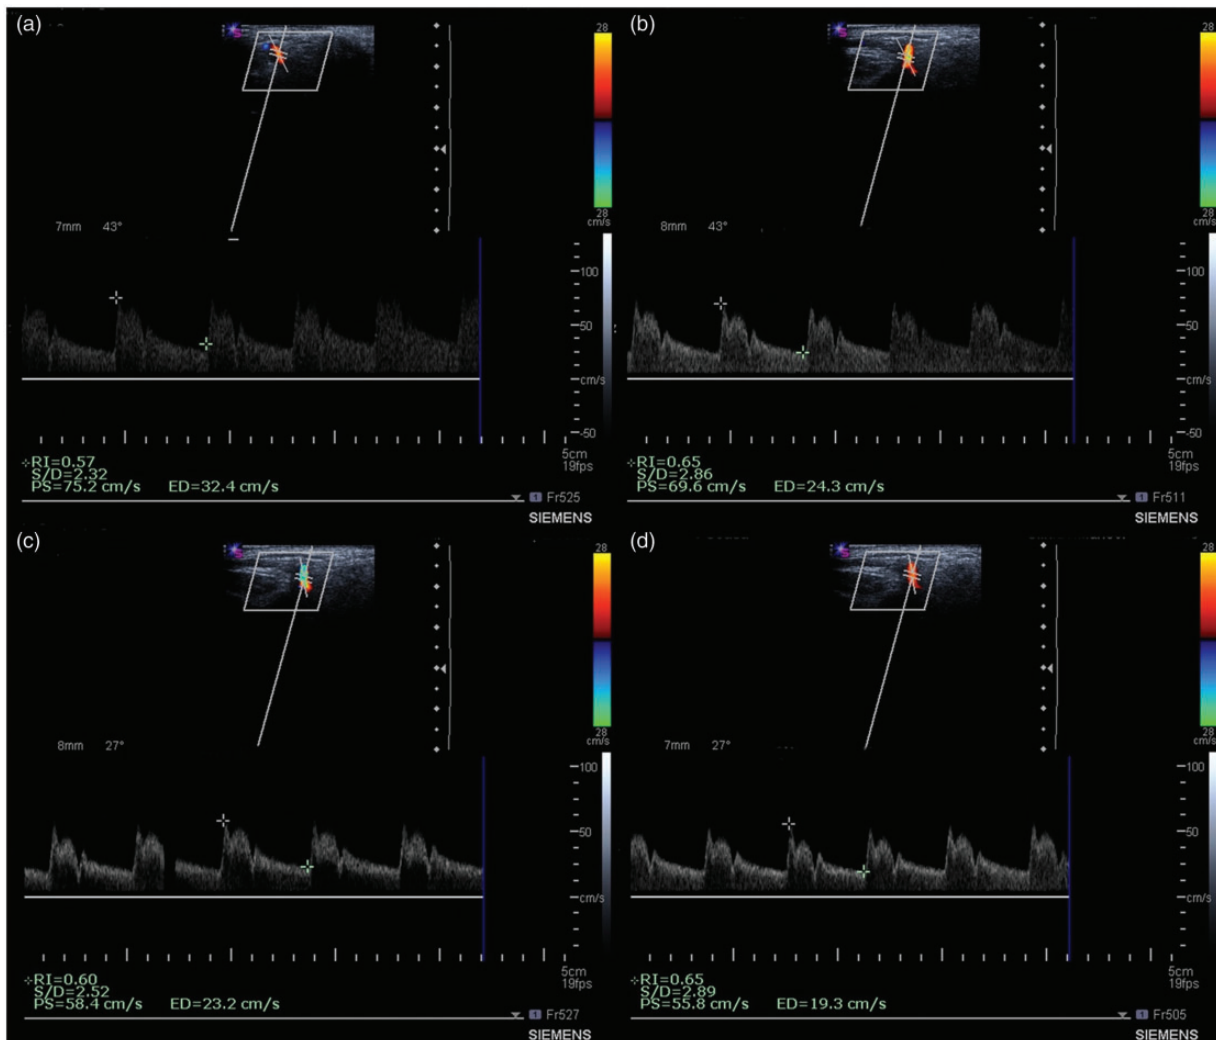 (a)
S
28
28
cm/s
7mm 43°
100
50
cm/s
-50
5cm
19fps
RI=0.57
S/D=2.32
PS=75.2 cm/s ED=32.4 cm/s
1 Fr525
SIEMENS
(b)
S
28
28
cm/s
8mm 43°
100
50
cm/s
-50
5cm
19fps
RI=0.65
S/D=2.86
PS=69.6 cm/s ED=24.3 cm/s
1 Fr511
SIEMENS
(c)
S
28
28
cm/s
8mm 27°
100
50
cm/s
5cm
19fps
RI=0.60
S/D=2.52
PS=58.4 cm/s ED=23.2 cm/s
1 Fr527
SIEMENS
(d)
S
28
28
cm/s
7mm 27°
100
50
cm/s
5cm
19fps
RI=0.65
S/D=2.89
PS=55.8 cm/s ED=19.3 cm/s
1 Fr505
SIEMENS